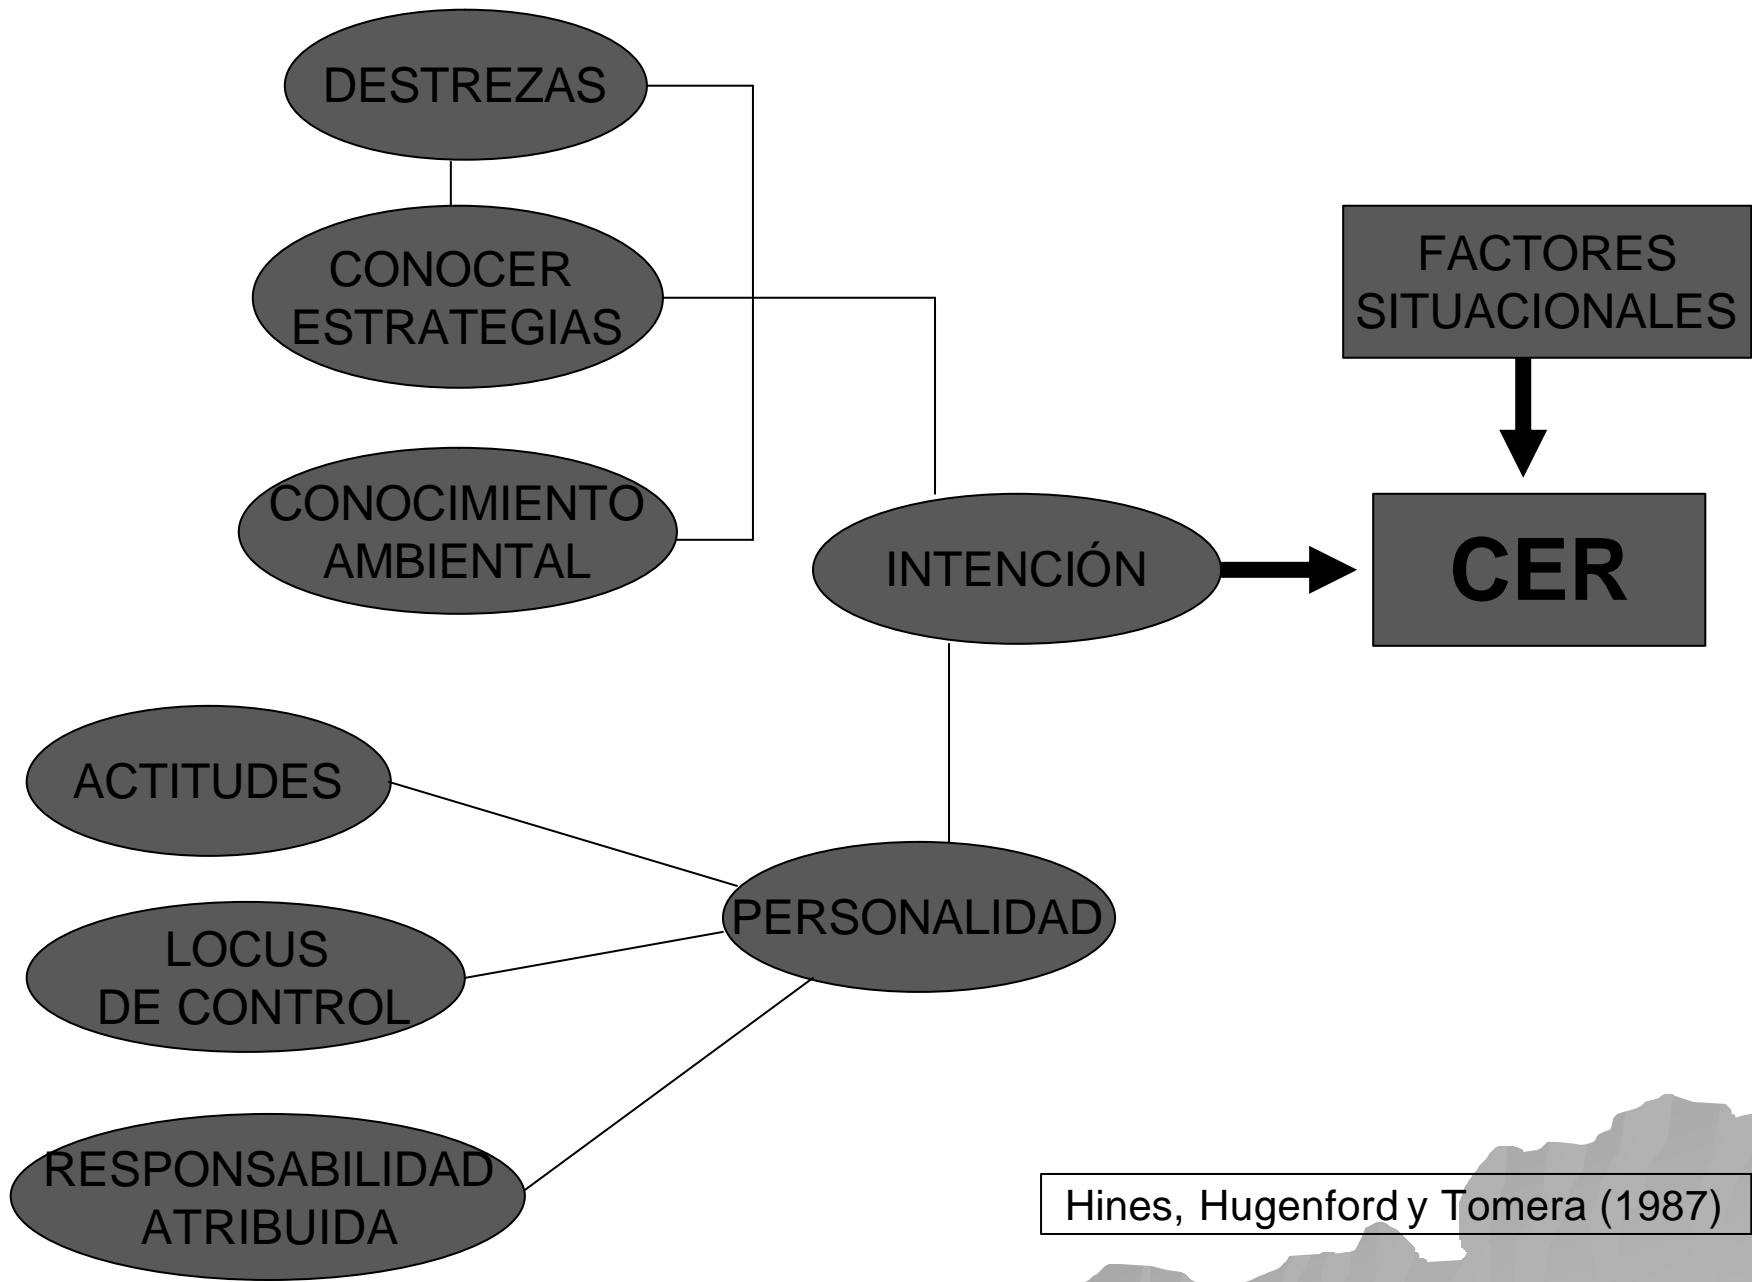 DESTREZAS
CONOCER
ESTRATEGIAS
FACTORES
SITUACIONALES
CONOCIMIENTO
AMBIENTAL
INTENCIÓN
CER
ACTITUDES
PERSONALIDAD
LOCUS
DE CONTROL
RESPONSABILIDAD
ATRIBUIDA
Hines, Hugenford y Tomera (1987)